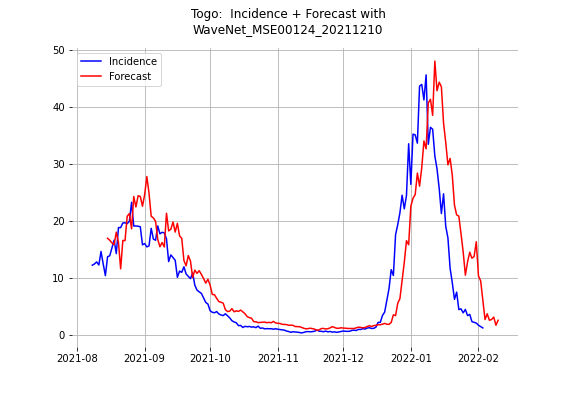 Togo:  Incidence + Forecast with
WaveNet_MSE00124_20211210
50
Incidence
Forecast
40
30
20
10
0
2021-08 2021-09 2021-10 2021-11 2021-12 2022-01 2022-02